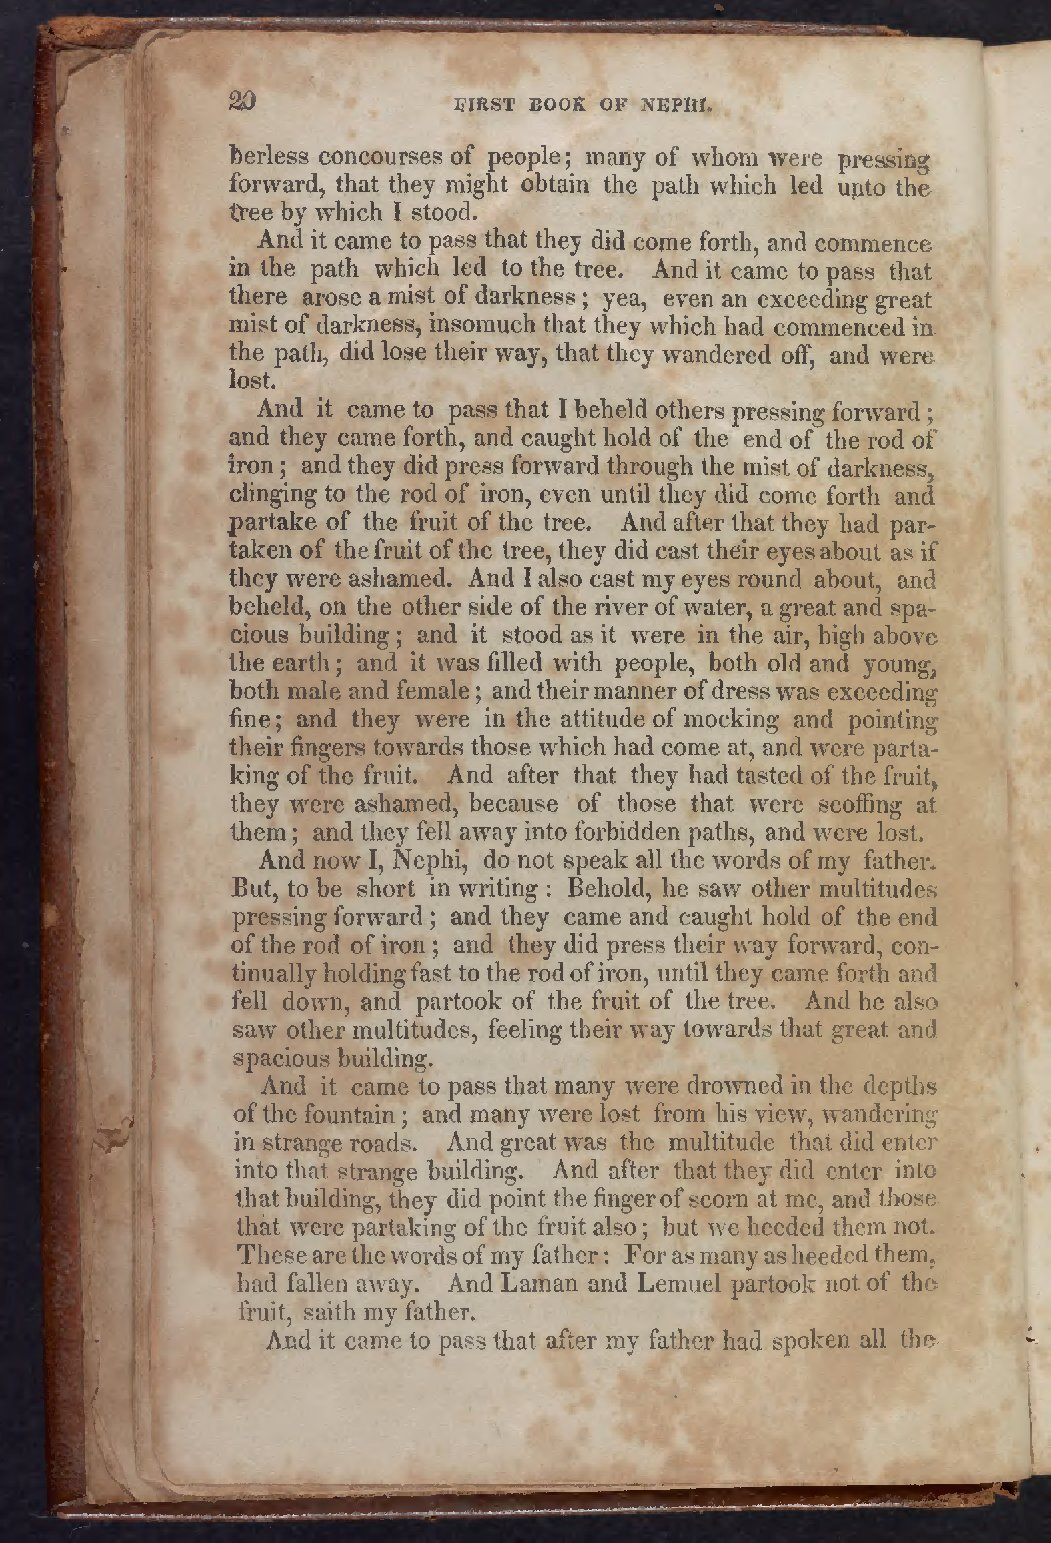 20 FIRST BOOK OF NEPHI.
berless concourses of people; many of whom were pressing
forward, that they might obtain the path which led unto the
tree by which I stood.
And it came to pass that they did come forth, and commence
in the path which led to the tree. And it came to pass that
there arose a mist of darkness; yea, even an exceeding great
mist of darkness, insomuch that they which had commenced in
the path, did lose their way, that they wandered off, and were
lost.
And it came to pass that I beheld others pressing forward;
and they came forth, and caught hold of the end of the rod of
iron; and they did press forward through the mist of darkness,
clinging to the rod of iron, even until they did come forth and
partake of the fruit of the tree. And after that they had par-
taken of the fruit of the tree, they did cast their eyes about as if
they were ashamed. And I also cast my eyes round about, and
beheld, on the other side of the river of water, a great and spa-
cious building; and it stood as it were in the air, high above
the earth; and it was filled with people, both old and young,
both male and female; and their manner of dress was exceeding
fine; and they were in the attitude of mocking and pointing
their fingers towards those which had come at, and were parta-
king of the fruit. And after that they had tasted of the fruit,
they were ashamed, because of those that were scoffing at
them; and they fell away into forbidden paths, and were lost.
And now I, Nephi, do not speak all the words of my father.
But, to be short in writing: Behold, he saw other multitudes
pressing forward; and they came and caught hold of the end
of the rod of iron; and they did press their way forward, con-
tinually holding fast to the rod of iron, until they came forth and
fell down, and partook of the fruit of the tree. And he also
saw other multitudes, feeling their way towards that great and
spacious building.
And it came to pass that many were drowned in the depths
of the fountain; and many were lost from his view, wandering
in strange roads. And great was the multitude that did enter
into that strange building. And after that they did enter into
that building, they did point the finger of scorn at me, and those
that were partaking of the fruit also; but we heeded them not.
These are the words of my father: For as many as heeded them,
had fallen away. And Laman and Lemuel partook not of the
fruit, saith my father.
And it came to pass that after my father had spoken all the